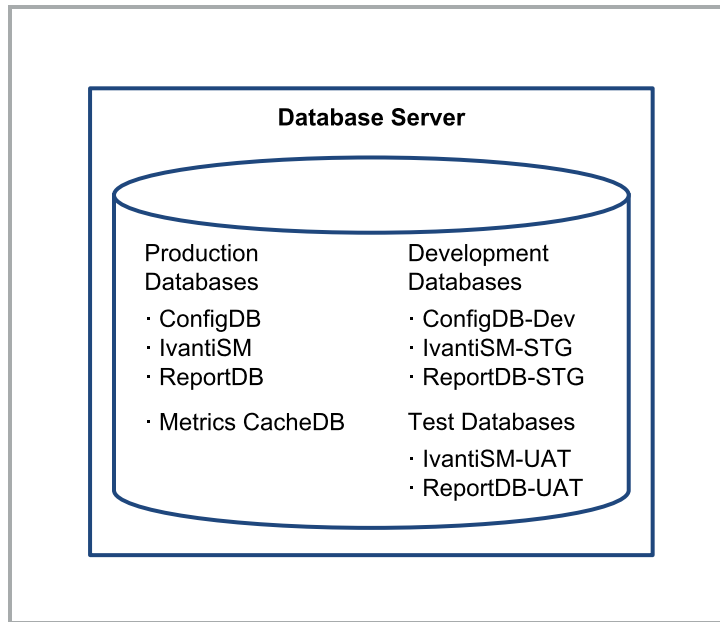 Database Server
Production
Databases
· ConfigDB
· IvantiSM
· ReportDB
· Metrics CacheDB
Development
Databases
· ConfigDB-Dev
· IvantiSM-STG
· ReportDB-STG
Test Databases
· IvantiSM-UAT
· ReportDB-UAT